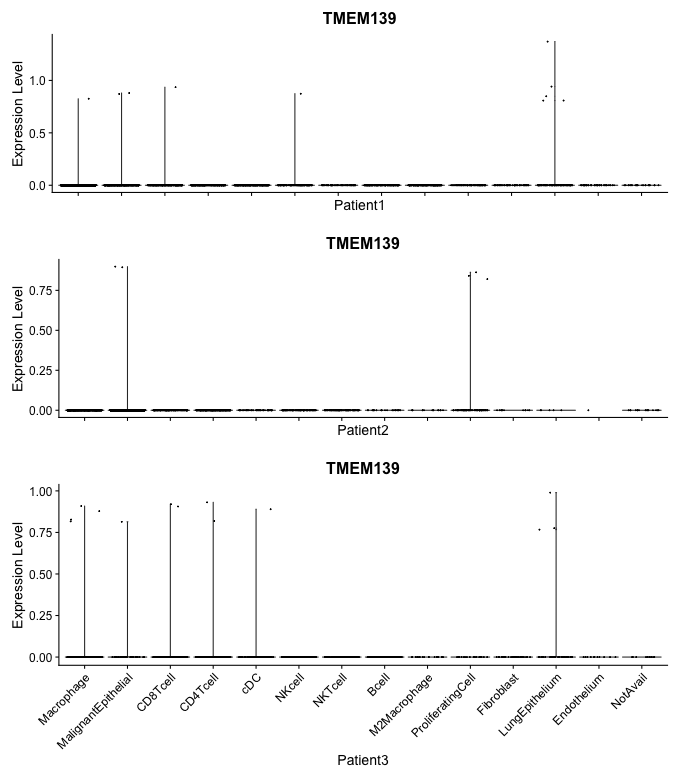 TMEM139
Expression Level
1.0
0.5
0.0
Patient1
TMEM139
Expression Level
0.75
0.50
0.25
0.00
Patient2
TMEM139
Expression Level
1.00
0.75
0.50
0.25
0.00
Macrophage
MalignantEpithelial
CD8Tcell
CD4Tcell
cDC
NKcell
NKTcell
Bcell
M2Macrophage
ProliferatingCell
Fibroblast
LungEpithelium
Endothelium
NotAvail
Patient3